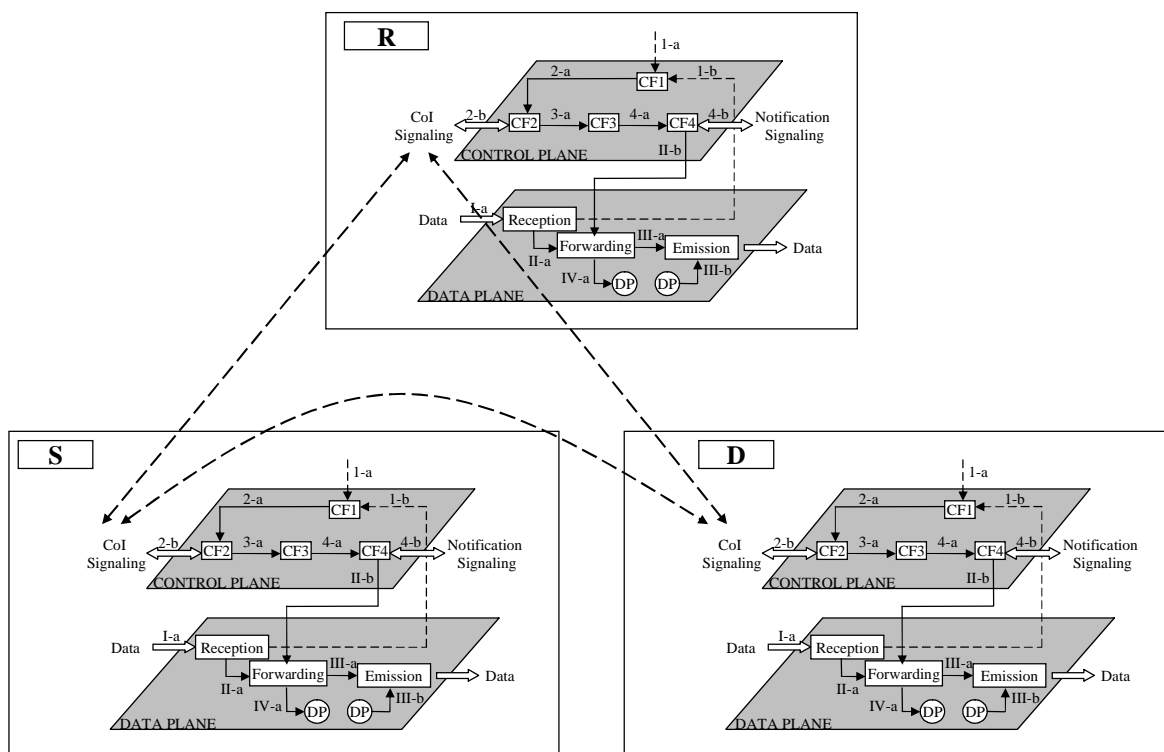 R
1-a
2-a
1-b
CF1
CoI
Signaling
2-b
CF2
3-a
CF3
4-a
CF4
4-b
Notification
Signaling
II-b
CONTROL PLANE
Data
I-a
Reception
Forwarding
III-a
Emission
Data
II-a
IV-a
DP
DP
III-b
DATA PLANE
S
1-a
2-a
1-b
CF1
CoI
Signaling
2-b
CF2
3-a
CF3
4-a
CF4
4-b
Notification
Signaling
II-b
CONTROL PLANE
Data
I-a
Reception
Forwarding
III-a
Emission
Data
II-a
IV-a
DP
DP
III-b
DATA PLANE
D
1-a
2-a
1-b
CF1
CoI
Signaling
2-b
CF2
3-a
CF3
4-a
CF4
4-b
Notification
Signaling
II-b
CONTROL PLANE
Data
I-a
Reception
Forwarding
III-a
Emission
Data
II-a
IV-a
DP
DP
III-b
DATA PLANE